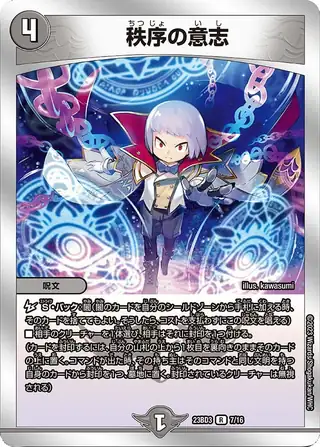 4
ちつじょ い し
秩序の意志
illus. kawasumi
呪文
S・バック:闇(闇のカードを自分のシールドゾーンから手札に加える時、
そのカードを捨ててもよい。そうしたら、コストを支払わずにこの呪文を唱える)
■相手のクリーチャーを1体選び、相手はそれに封印を1つ付ける。
(カードを封印するには、自分の山札の上から1枚目を裏向きのままそのカード
の上に置く。コマンドが出た時、その持ち主はそのコマンドと同じ文明を持つ
自身のカードから封印を1つ、墓地に置く。封印されているクリーチャーは無視
される)
23BD3 R 7/16